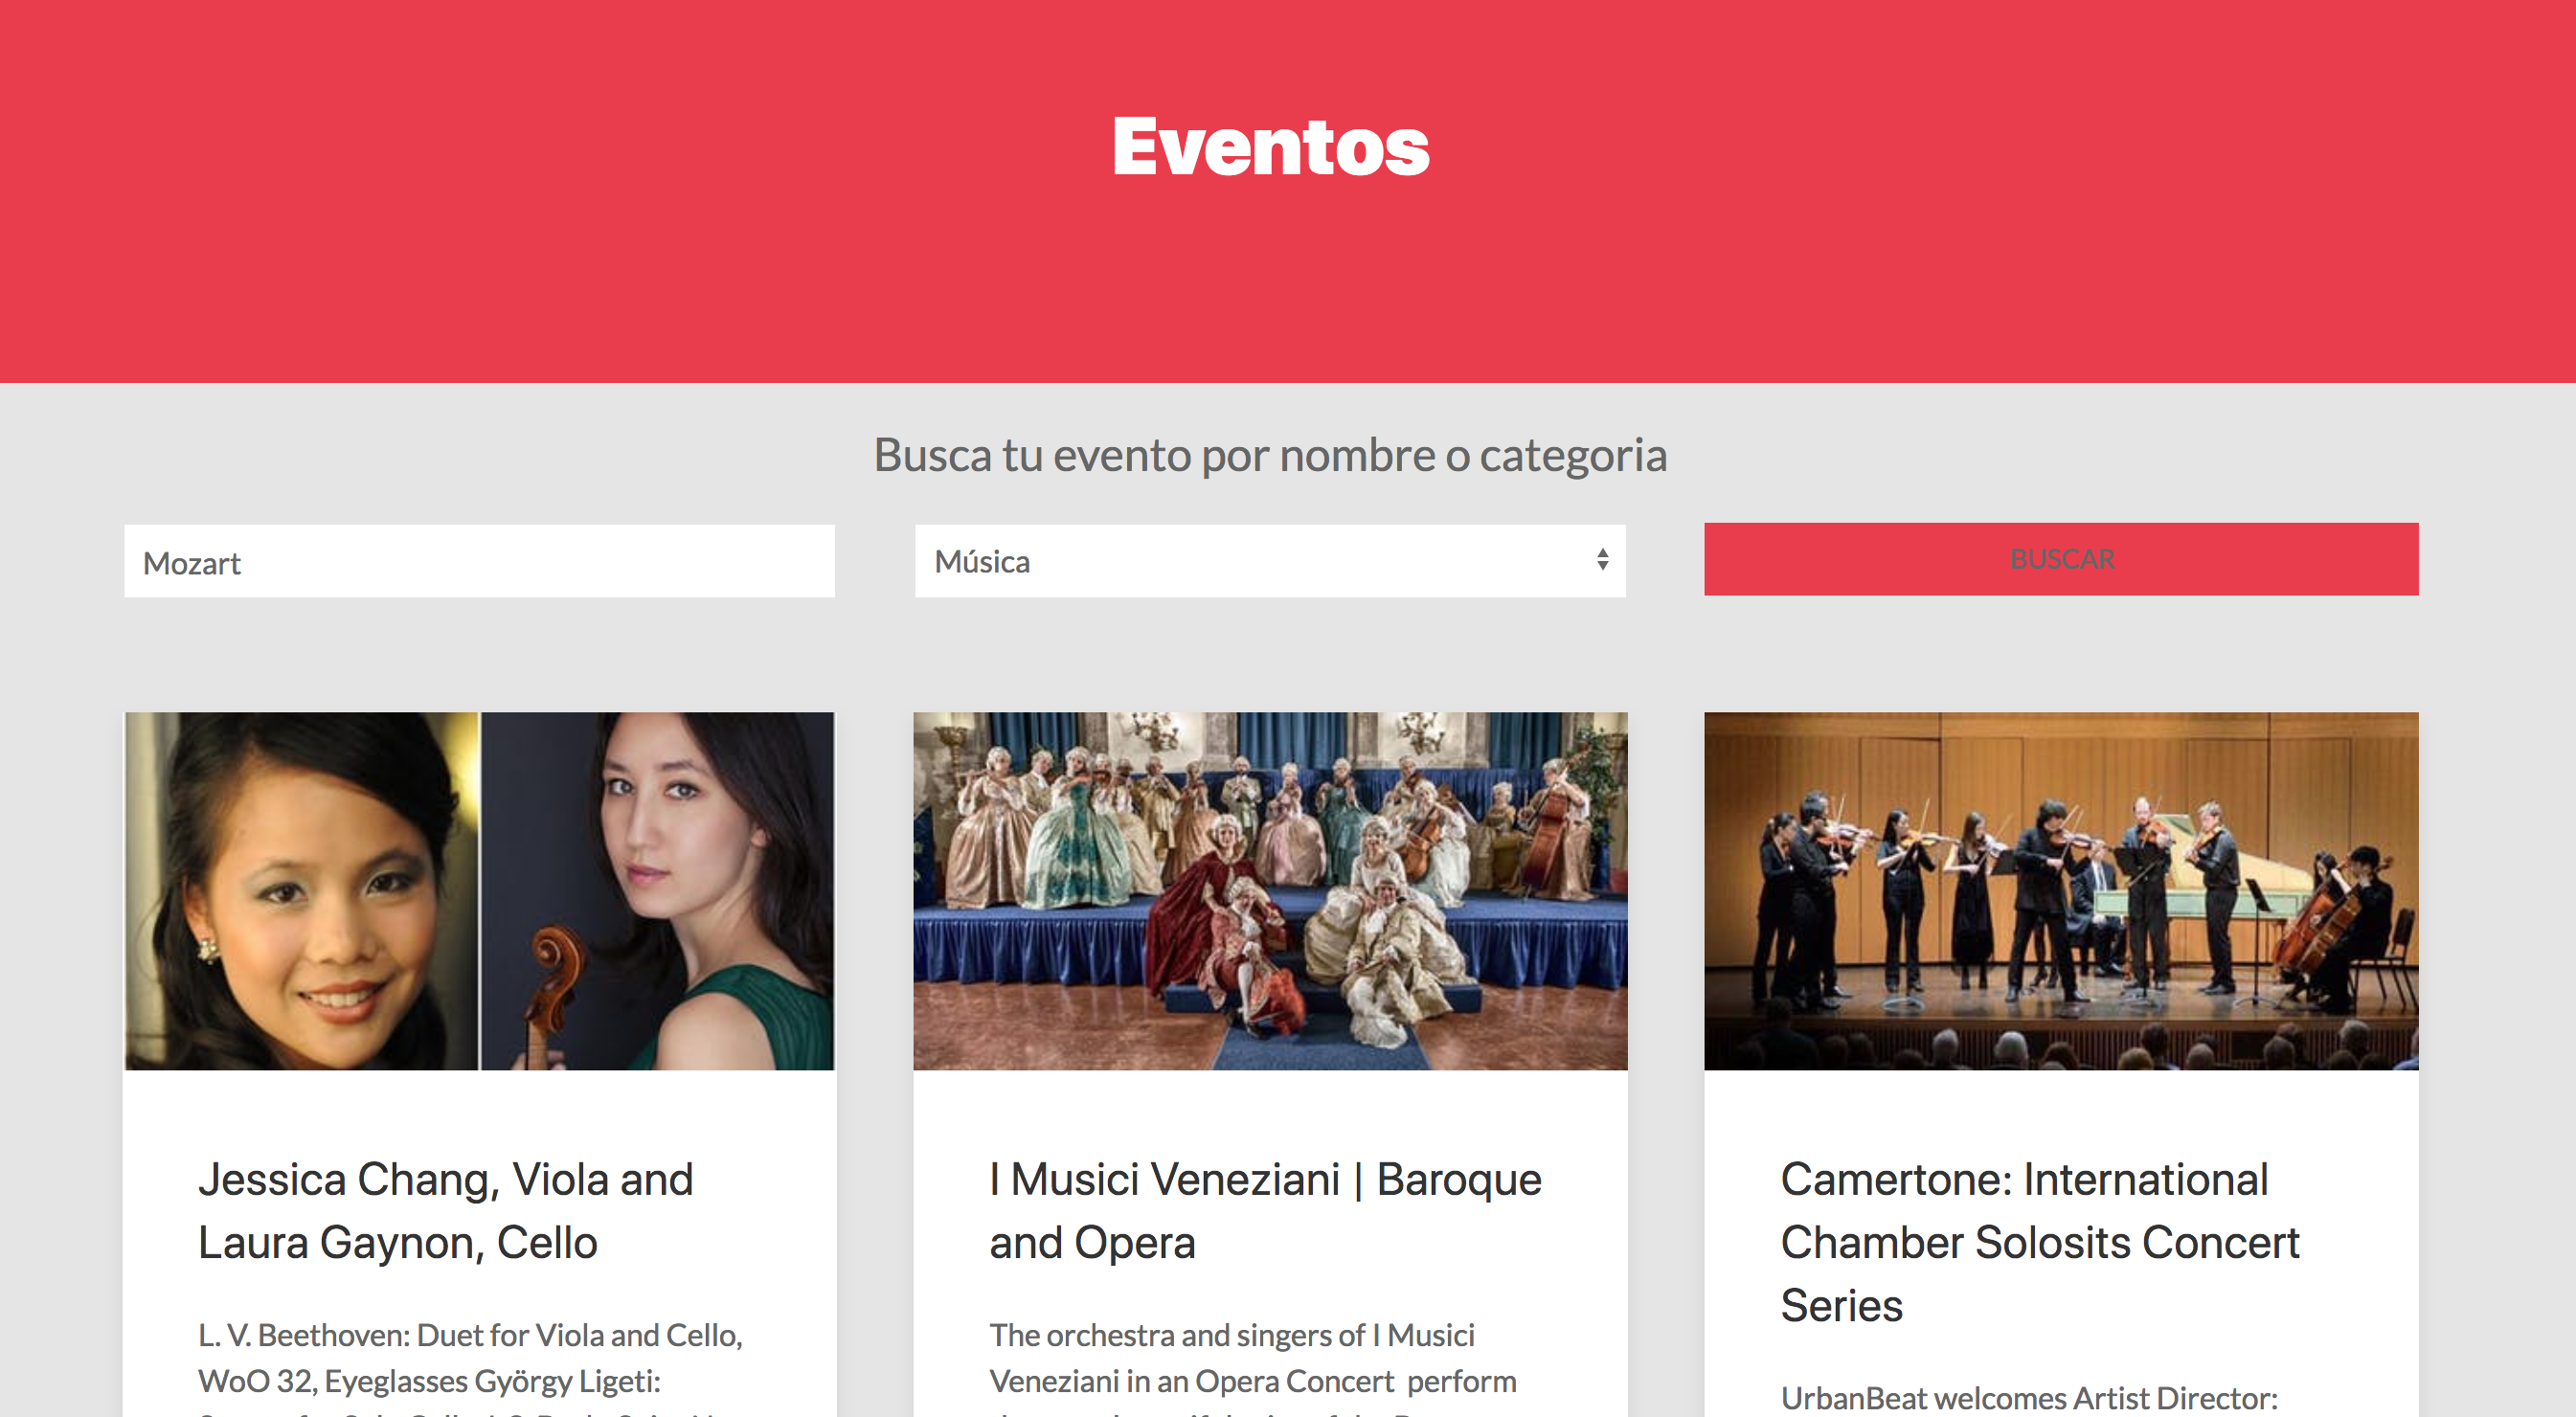 Eventos
Busca tu evento por nombre o categoria
Mozart
Música
BUSCAR
Jessica Chang, Viola and
Laura Gaynon, Cello
L. V. Beethoven: Duet for Viola and Cello,
WoO 32, Eyeglasses György Ligeti:
I Musici Veneziani | Baroque
and Opera
The orchestra and singers of I Musici
Veneziani in an Opera Concert perform
Camertone: International
Chamber Solosits Concert
Series
UrbanBeat welcomes Artist Director: